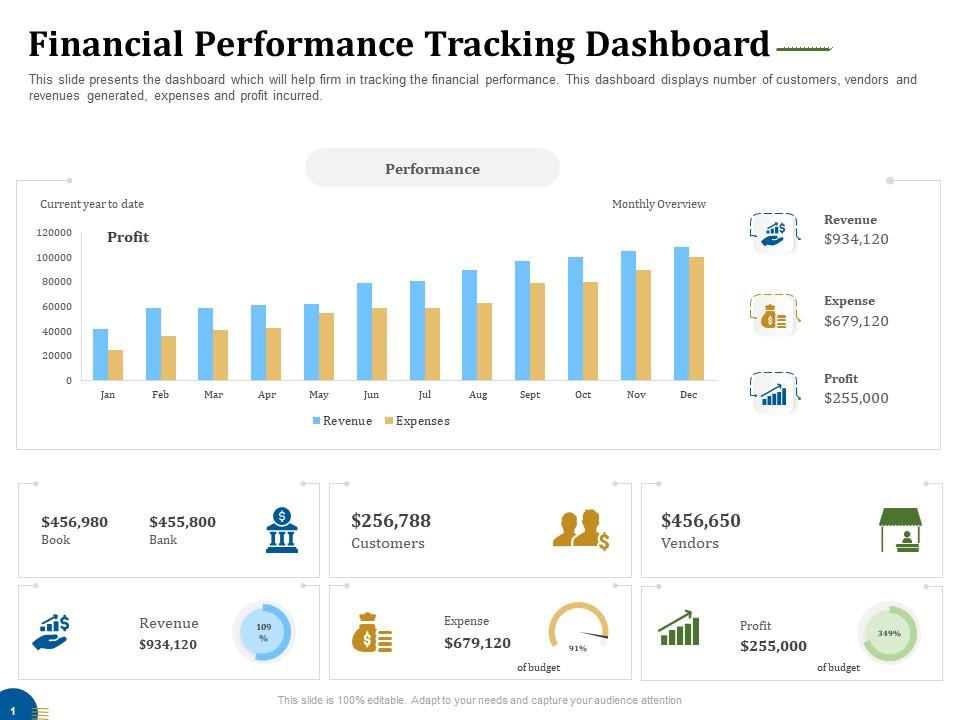 Financial Performance Tracking Dashboard
This slide presents the dashboard which will help firm in tracking the financial performance. This dashboard displays number of customers, vendors and
revenues generated, expenses and profit incurred.
Performance
Current year to date
Monthly Overview
Profit
120000
100000
80000
60000
40000
20000
0
Jan Feb Mar Apr May Jun Jul Aug Sept Oct Nov Dec
Revenue Expenses
Revenue
$934,120
Expense
$679,120
Profit
$255,000
$456,980 $455,800
Book Bank
$256,788
Customers
$456,650
Vendors
Revenue
$934,120
109
%
Expense
$679,120
91%
of budget
Profit
$255,000
349%
of budget
This slide is 100% editable. Adapt to your needs and capture your audience attention
1